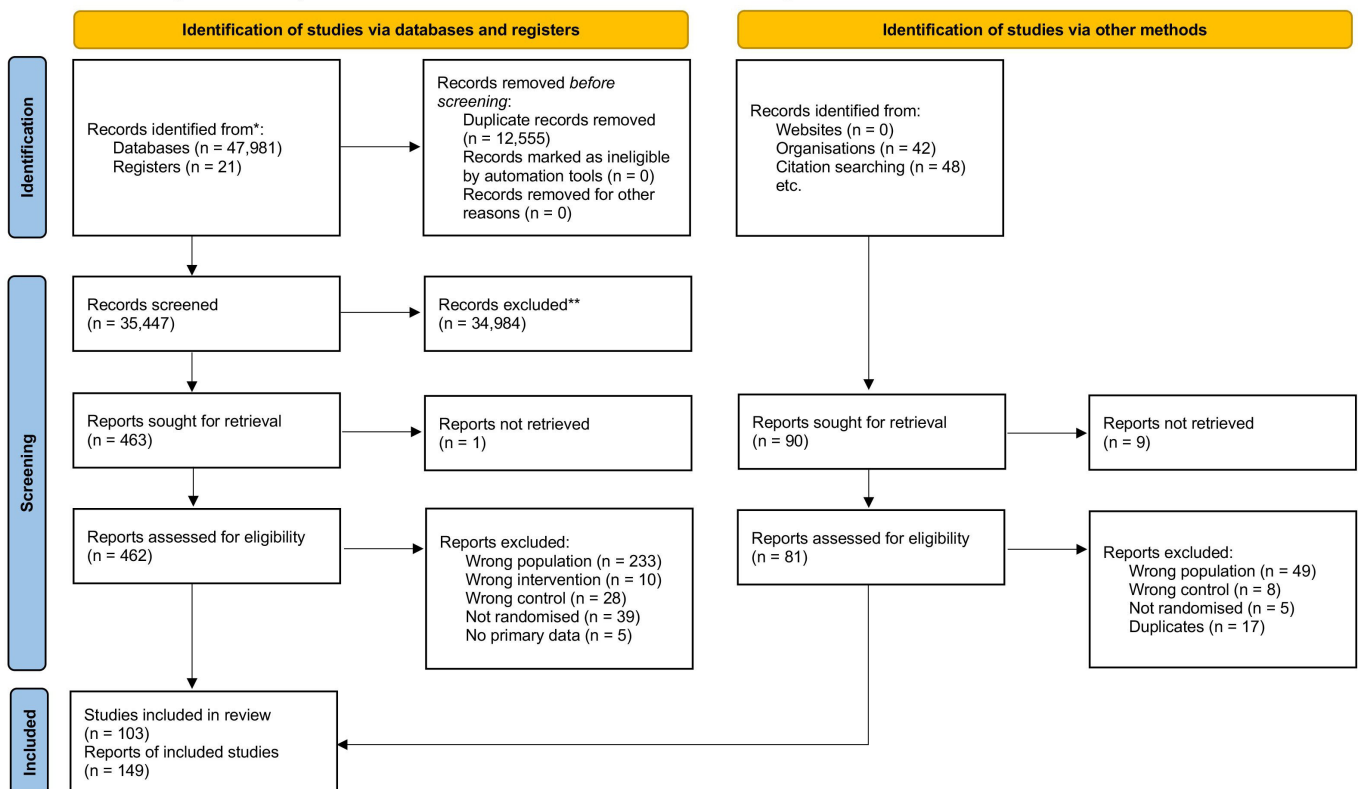 Identification of studies via databases and registers
Identification of studies via other methods
Identification
Records identified from*:
Databases (n = 47,981)
Registers (n = 21)
Records removed before
screening:
Duplicate records removed
(n = 12,555)
Records marked as ineligible
by automation tools (n = 0)
Records removed for other
reasons (n = 0)
Records identified from:
Websites (n = 0)
Organisations (n = 42)
Citation searching (n = 48)
etc.
Screening
Records screened
(n = 35,447)
Records excluded**
(n = 34,984)
Reports sought for retrieval
(n = 463)
Reports not retrieved
(n = 1)
Reports sought for retrieval
(n = 90)
Reports not retrieved
(n = 9)
Reports assessed for eligibility
(n = 462)
Reports excluded:
Wrong population (n = 233)
Wrong intervention (n = 10)
Wrong control (n = 28)
Not randomised (n = 39)
No primary data (n = 5)
Reports assessed for eligibility
(n = 81)
Reports excluded:
Wrong population (n = 49)
Wrong control (n = 8)
Not randomised (n = 5)
Duplicates (n = 17)
Included
Studies included in review
(n = 103)
Reports of included studies
(n = 149)